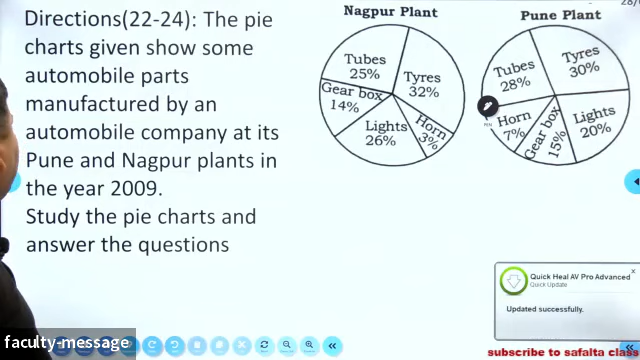 Directions(22-24): The pie
charts given show some
automobile parts
manufactured by an
automobile company at its
Pune and Nagpur plants in
the year 2009.
Study the pie charts and
answer the questions
Nagpur Plant
Tubes
25%
Tyres
32%
Gear box
14%
Horn
3%
Lights
26%
Pune Plant
Tubes
28%
Tyres
30%
Horn
7%
Gear box
15%
Lights
20%
Quick Heal AV Pro Advanced
Quick Update
x
Updated successfully.
faculty-message
subscribe to safalta class